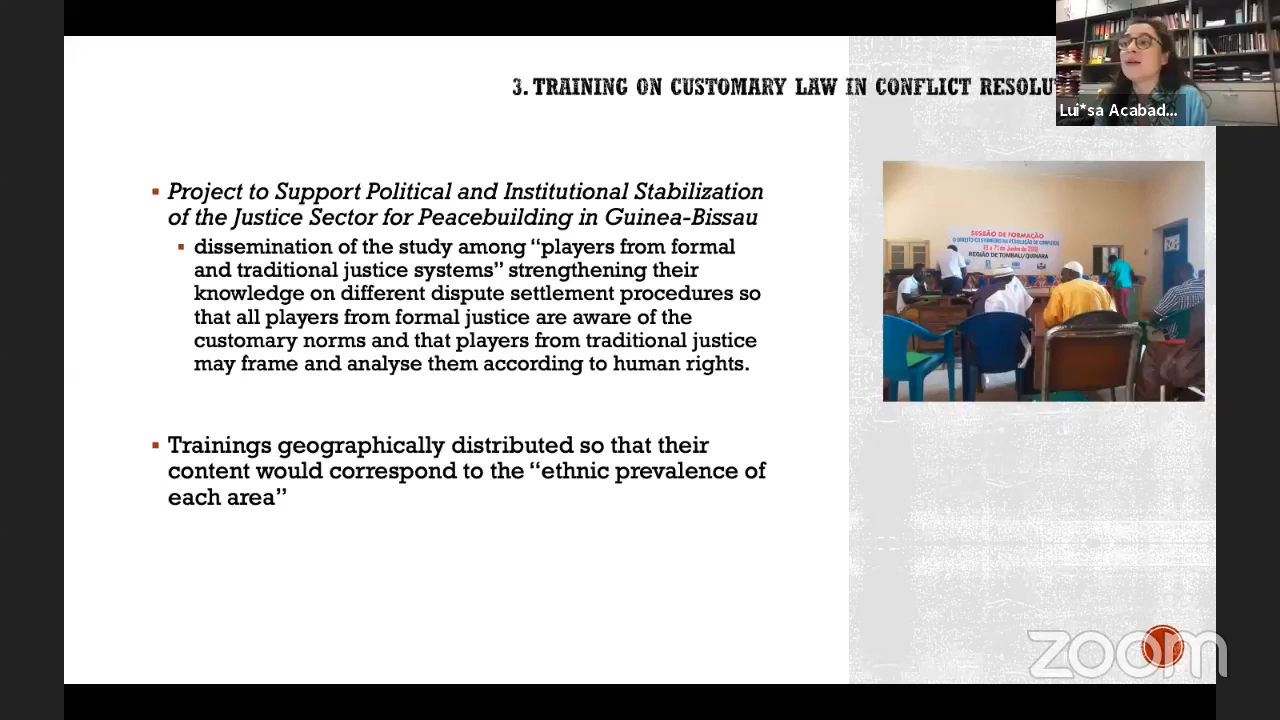 3. TRAINING ON CUSTOMARY LAW IN CONFLICT RESOLU
Lui*sa Acabad...
▪ Project to Support Political and Institutional Stabilization
of the Justice Sector for Peacebuilding in Guinea-Bissau
▪ dissemination of the study among “players from formal
and traditional justice systems” strengthening their
knowledge on different dispute settlement procedures so
that all players from formal justice are aware of the
customary norms and that players from traditional justice
may frame and analyse them according to human rights.
▪ Trainings geographically distributed so that their
content would correspond to the “ethnic prevalence of
each area”
SESSÃO DE FORMAÇÃO
REGIÃO DE TOMBALI/QUINARA
zoom